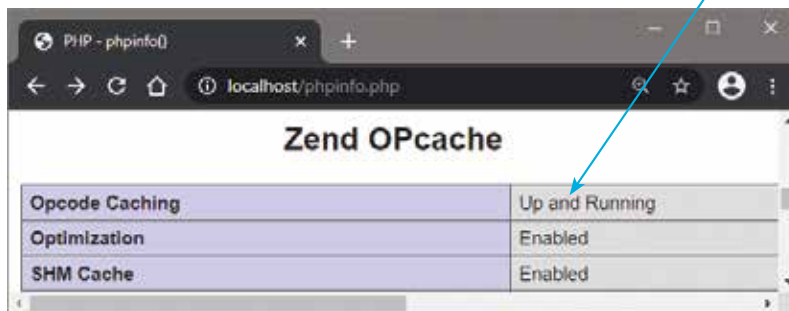 PHP - phpinfo()
localhost/phpinfo.php
Zend OPcache
Opcode Caching Up and Running
Optimization Enabled
SHM Cache Enabled